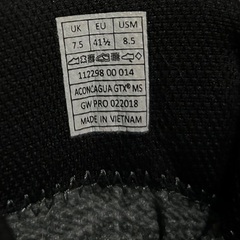 UK EU USM
7.5 41½ 8.5
112298 00 014
ACONCAGUA GTX® MS
GW PRO 022018
MADE IN VIETNAM